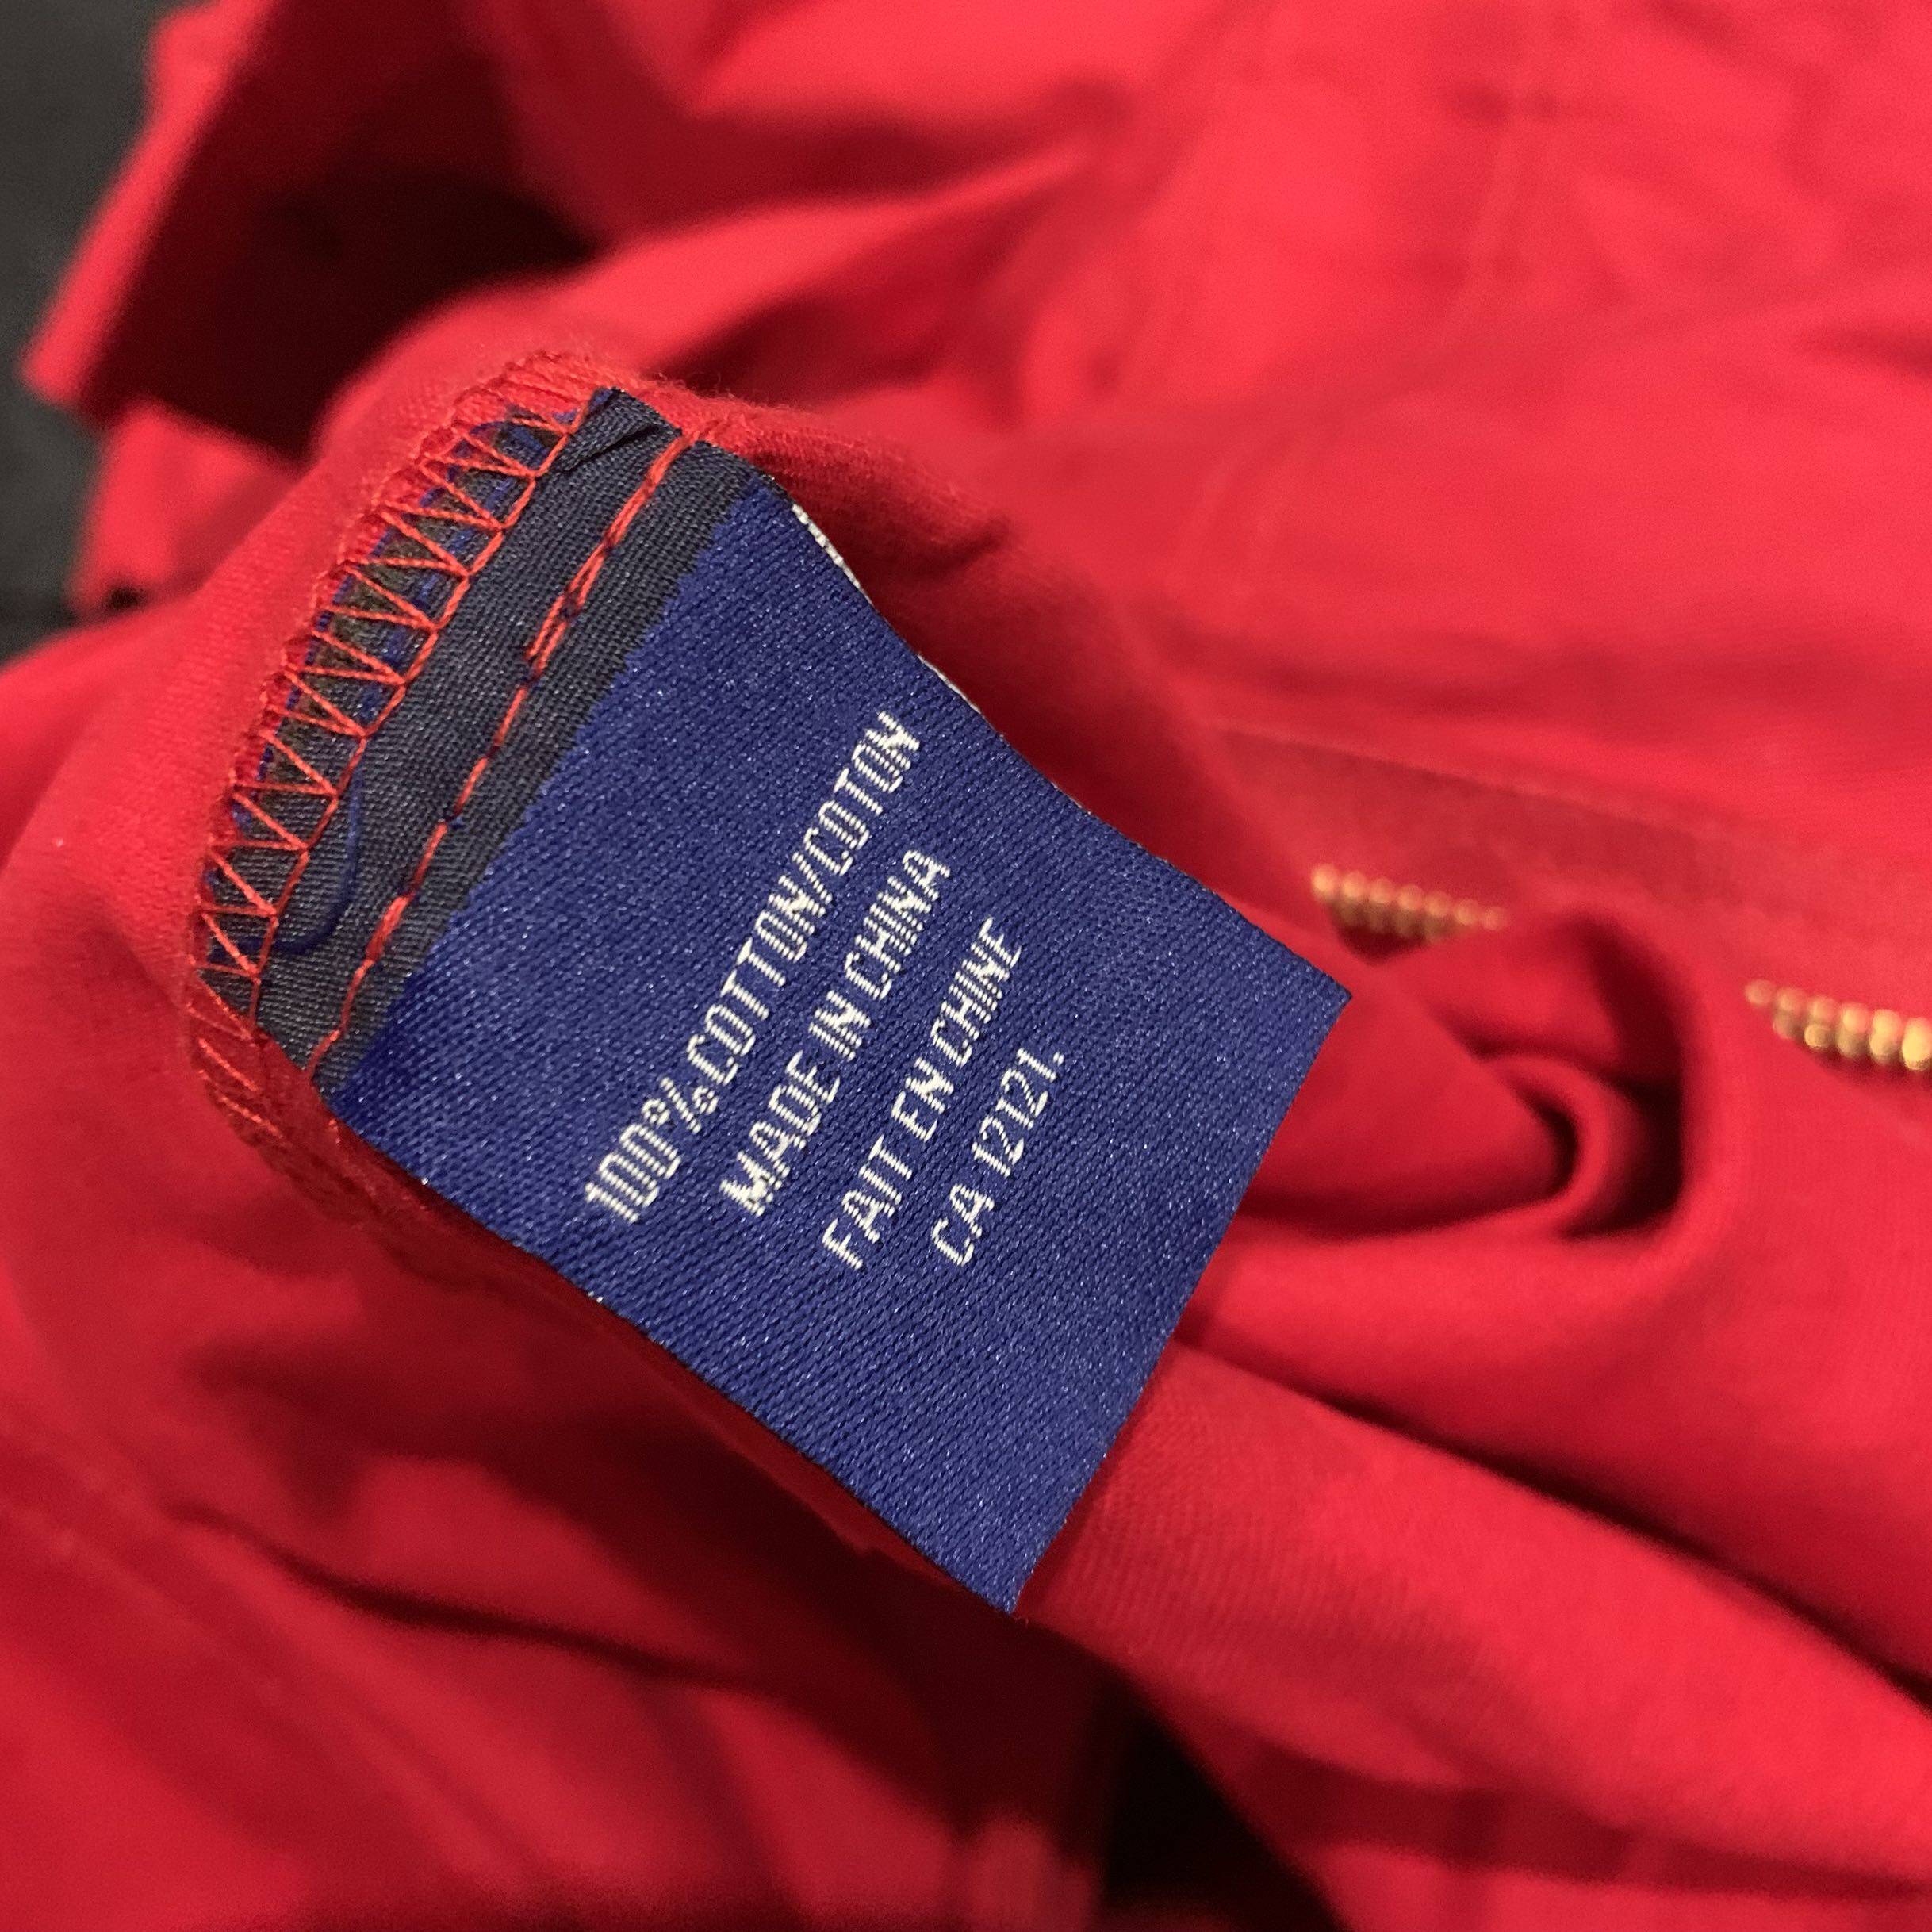 100% COTTON/COTON
MADE IN CHINA
FAIT EN CHINE
CA 12121.